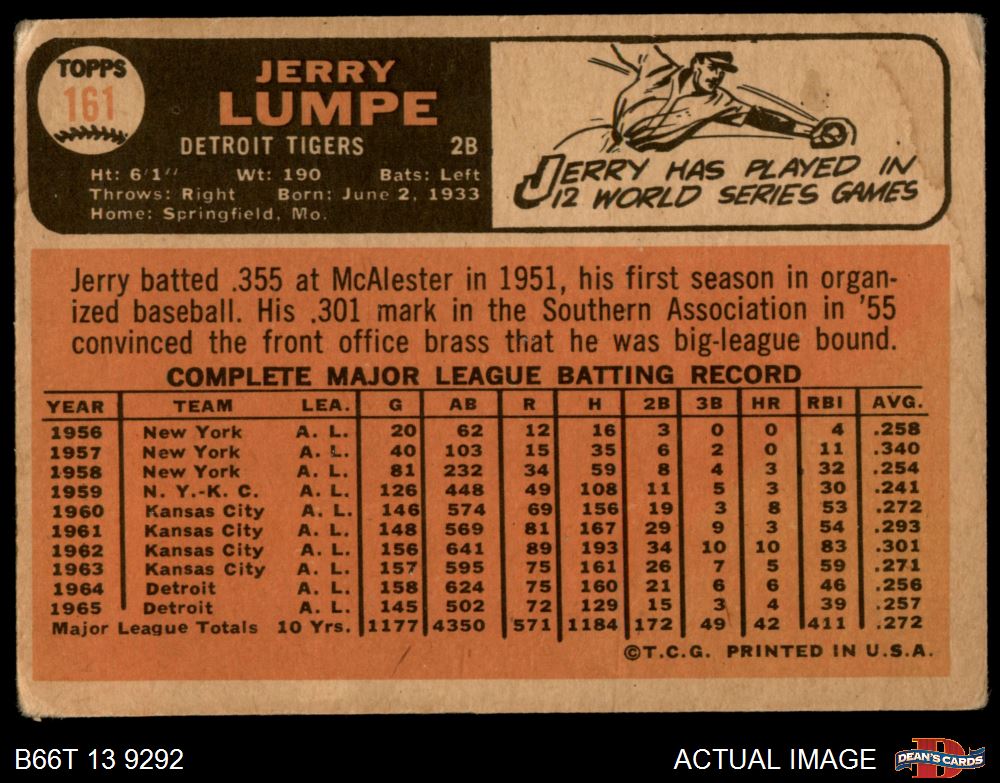 TOPPS
161
JERRY
LUMPE
DETROIT TIGERS 2B
Ht: 6'1" Wt: 190 Bats: Left
Throws: Right Born: June 2, 1933
Home: Springfield, Mo.
JERRY HAS PLAYED IN
12 WORLD SERIES GAMES
Jerry batted .355 at McAlester in 1951, his first season in organ-
ized baseball. His .301 mark in the Southern Association in '55
convinced the front office brass that he was big-league bound.
COMPLETE MAJOR LEAGUE BATTING RECORD
YEAR TEAM LEA. G AB R H 2B 3B HR RBI AVG.
1956 New York A. L. 20 62 12 16 3 0 0 4 .258
1957 New York A. L. 40 103 15 35 6 2 0 11 .340
1958 New York A. L. 81 232 34 59 8 4 3 32 .254
1959 N. Y.-K. C. A. L. 126 448 49 108 11 5 3 30 .241
1960 Kansas City A. L. 146 574 69 156 19 3 8 53 .272
1961 Kansas City A. L. 148 569 81 167 29 9 3 54 .293
1962 Kansas City A. L. 156 641 89 193 34 10 10 83 .301
1963 Kansas City A. L. 157 595 75 161 26 7 5 59 .271
1964 Detroit A. L. 158 624 75 160 21 6 6 46 .256
1965 Detroit A. L. 145 502 72 129 15 3 4 39 .257
Major League Totals 10 Yrs. 1177 4350 571 1184 172 49 42 411 .272
©T.C.G. PRINTED IN U.S.A.
B66T 13 9292 ACTUAL IMAGE DEAN'S CARDS